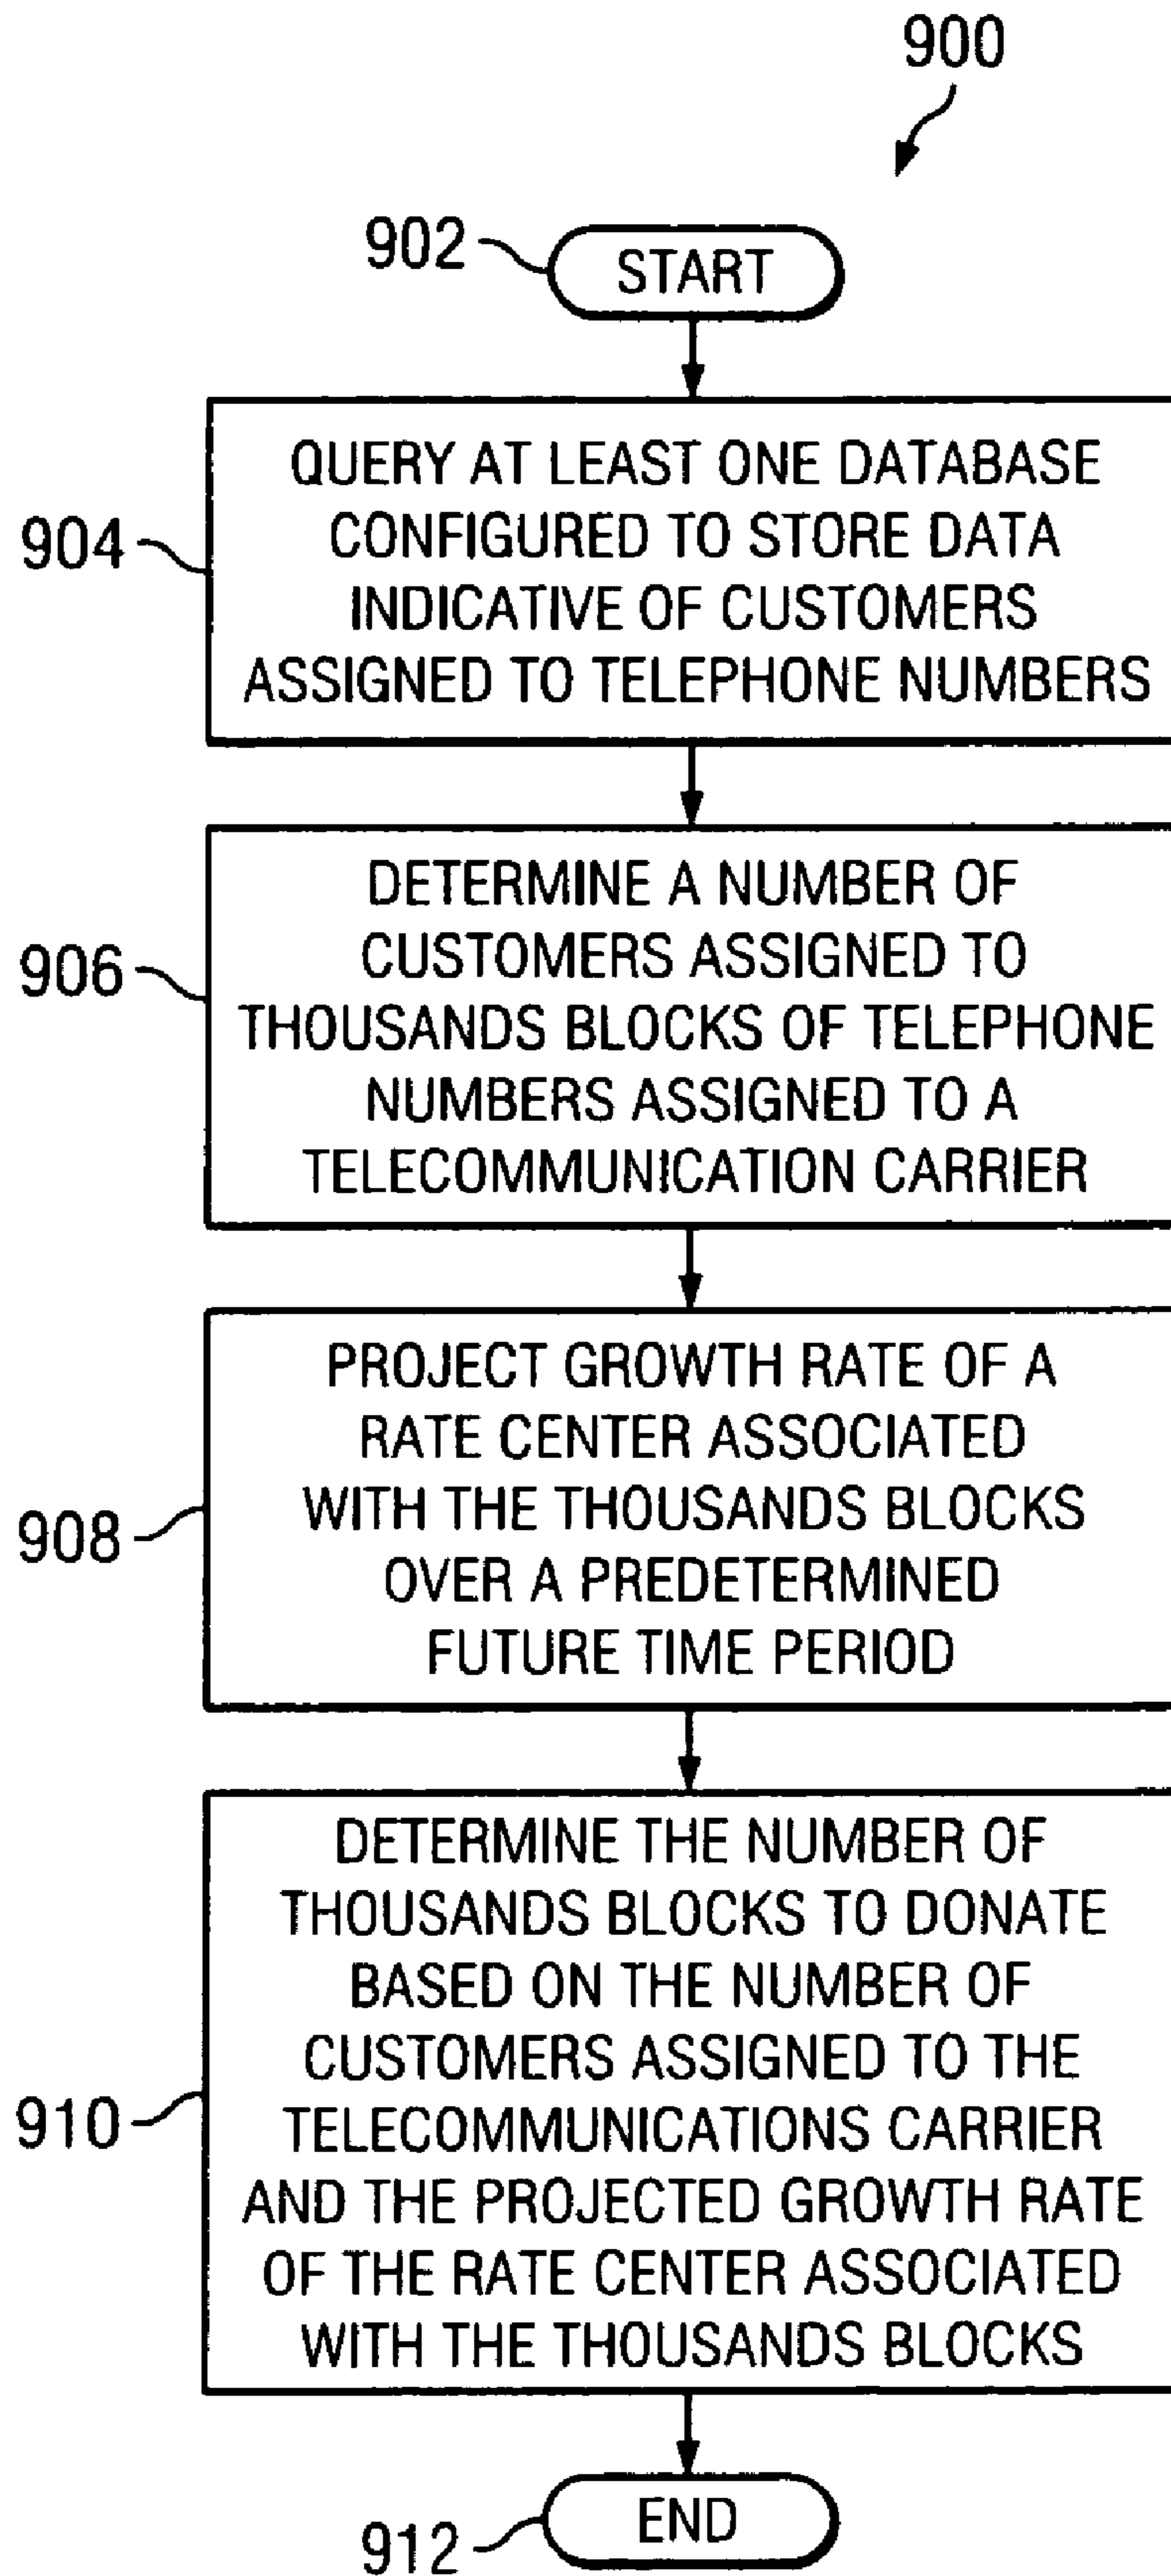 900
902
START
904
QUERY AT LEAST ONE DATABASE
CONFIGURED TO STORE DATA
INDICATIVE OF CUSTOMERS
ASSIGNED TO TELEPHONE NUMBERS
906
DETERMINE A NUMBER OF
CUSTOMERS ASSIGNED TO
THOUSANDS BLOCKS OF TELEPHONE
NUMBERS ASSIGNED TO A
TELECOMMUNICATION CARRIER
908
PROJECT GROWTH RATE OF A
RATE CENTER ASSOCIATED
WITH THE THOUSANDS BLOCKS
OVER A PREDETERMINED
FUTURE TIME PERIOD
910
DETERMINE THE NUMBER OF
THOUSANDS BLOCKS TO DONATE
BASED ON THE NUMBER OF
CUSTOMERS ASSIGNED TO THE
TELECOMMUNICATIONS CARRIER
AND THE PROJECTED GROWTH RATE
OF THE RATE CENTER ASSOCIATED
WITH THE THOUSANDS BLOCKS
912
END